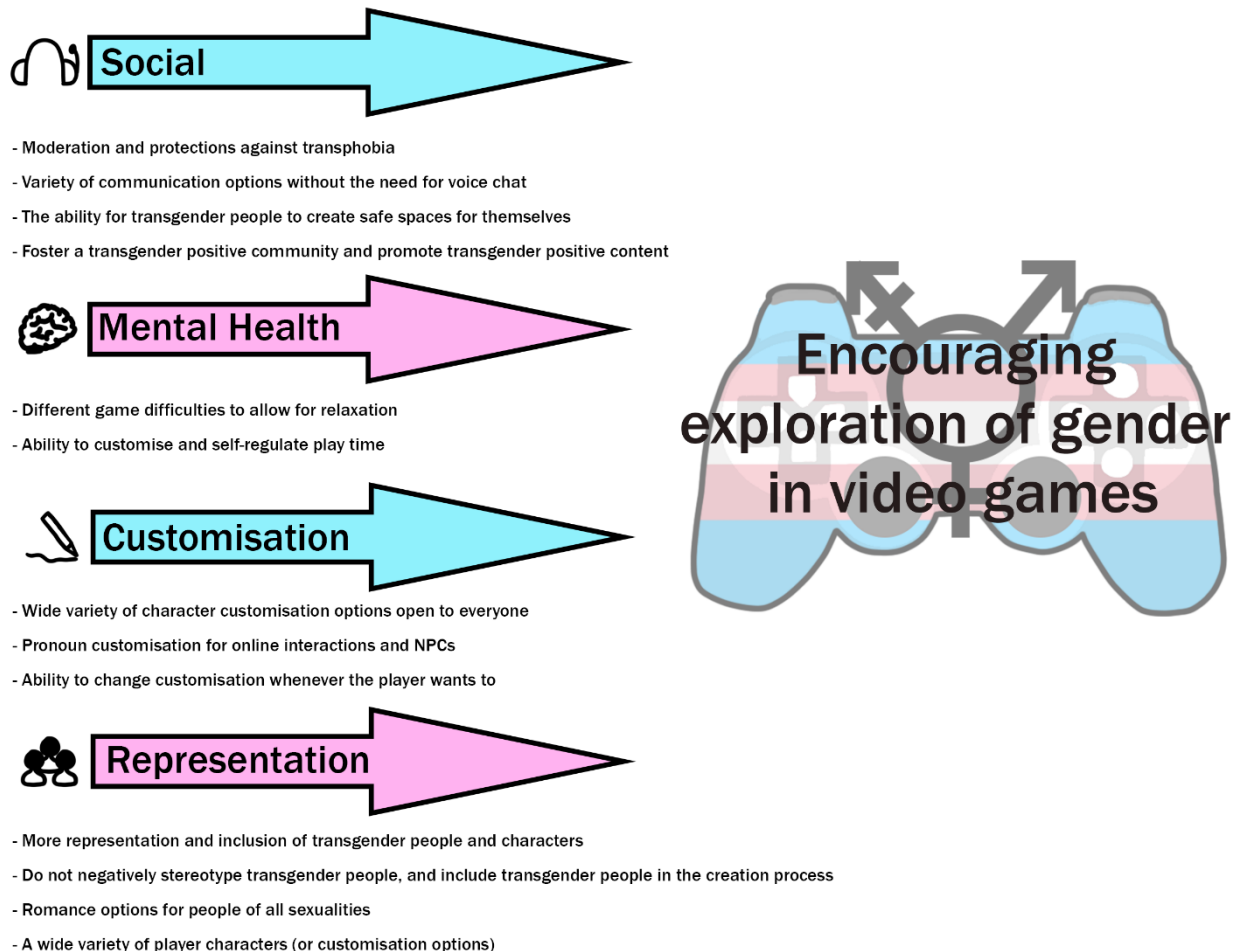 Social
- Moderation and protections against transphobia
- Variety of communication options without the need for voice chat
- The ability for transgender people to create safe spaces for themselves
- Foster a transgender positive community and promote transgender positive content
Mental Health
- Different game difficulties to allow for relaxation
- Ability to customise and self-regulate play time
Customisation
- Wide variety of character customisation options open to everyone
- Pronoun customisation for online interactions and NPCs
- Ability to change customisation whenever the player wants to
Representation
- More representation and inclusion of transgender people and characters
- Do not negatively stereotype transgender people, and include transgender people in the creation process
- Romance options for people of all sexualities
- A wide variety of player characters (or customisation options)
Encouraging
exploration of gender
in video games